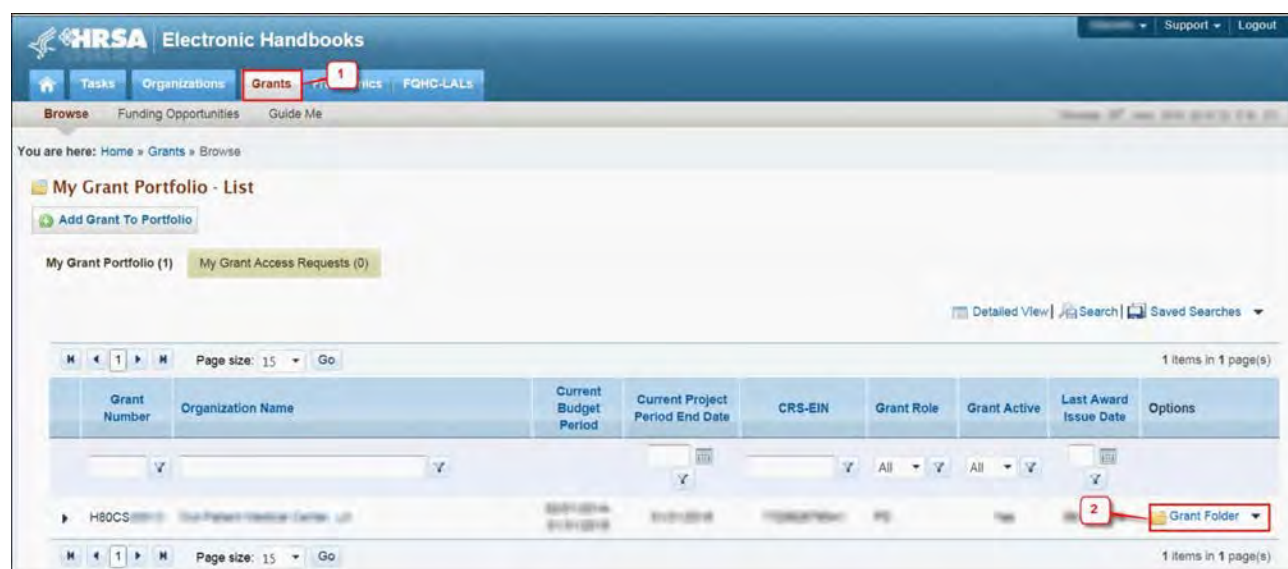 Support Logout
HRSA Electronic Handbooks
Tasks Organizations Grants 1 FQHC-LALs
Browse Funding Opportunities Guide Me
You are here: Home » Grants » Browse
My Grant Portfolio - List
Add Grant To Portfolio
My Grant Portfolio (1) My Grant Access Requests (0)
Detailed View | Search | Saved Searches
1 Page size: 15 Go 1 items in 1 page(s)
Grant Number Organization Name Current Budget Period Current Project Period End Date CRS-EIN Grant Role Grant Active Last Award Issue Date Options
All All
H80CS 2 Grant Folder
1 Page size: 15 Go 1 items in 1 page(s)